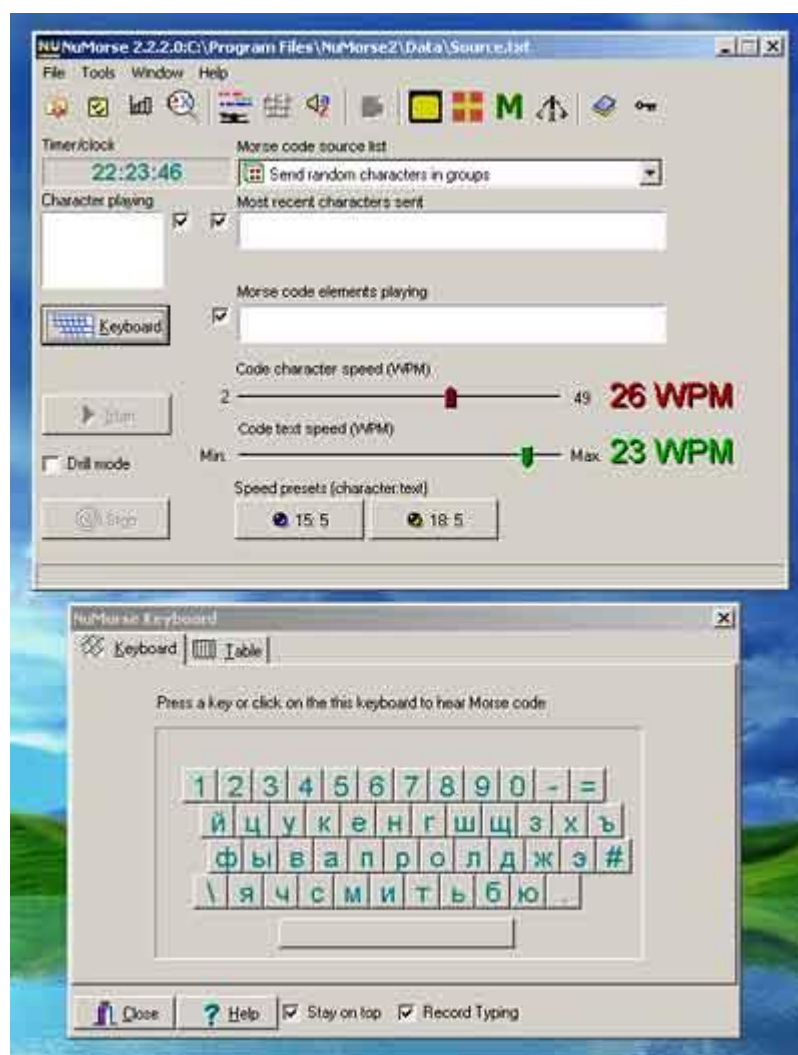 NuMorse 2.2.2.0:C:\Program Files\NuMorse2\Data\Source.txt
File Tools Window Help
Timer/clock
Morse code source list
22:23:46
Send random characters in groups
Character playing
Most recent characters sent
Morse code elements playing
Keyboard
Code character speed (WPM)
2 49 26 WPM
Start
Code text speed (WPM)
Drill mode
Min. Max. 23 WPM
Speed presets (character:text)
Stop
15: 5 18: 5
NuMorse Keyboard
Keyboard Table
Press a key or click on the this keyboard to hear Morse code
1 2 3 4 5 6 7 8 9 0 - =
й ц у к е н г ш щ з х ъ
ф ы в а п р о л д ж э #
\ я ч с м и т ь б ю .
Close Help Stay on top Record Typing